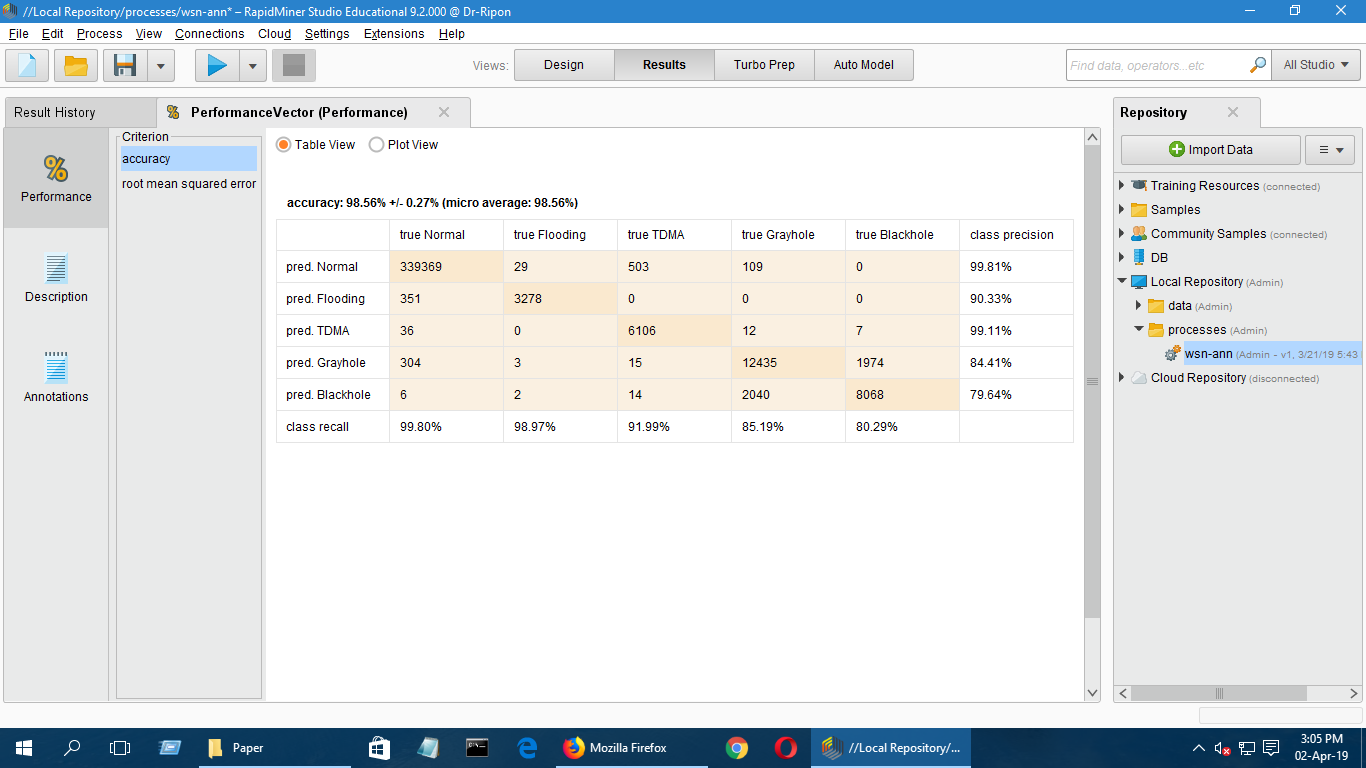 //Local Repository/processes/wsn-ann* – RapidMiner Studio Educational 9.2.000 @ Dr-Ripon
File Edit Process View Connections Cloud Settings Extensions Help
Views: Design Results Turbo Prep Auto Model Find data, operators...etc All Studio
Result History PerformanceVector (Performance) Repository
Criterion
accuracy
root mean squared error
Performance
Description
Annotations
Table View Plot View
accuracy: 98.56% +/- 0.27% (micro average: 98.56%)
true Normal true Flooding true TDMA true Grayhole true Blackhole class precision
pred. Normal 339369 29 503 109 0 99.81%
pred. Flooding 351 3278 0 0 0 90.33%
pred. TDMA 36 0 6106 12 7 99.11%
pred. Grayhole 304 3 15 12435 1974 84.41%
pred. Blackhole 6 2 14 2040 8068 79.64%
class recall 99.80% 98.97% 91.99% 85.19% 80.29%
Import Data
Training Resources (connected)
Samples
Community Samples (connected)
DB
Local Repository (Admin)
data (Admin)
processes (Admin)
wsn-ann (Admin – v1, 3/21/19 5:43
Cloud Repository (disconnected)
Paper Mozilla Firefox //Local Repository/... 3:05 PM
02-Apr-19